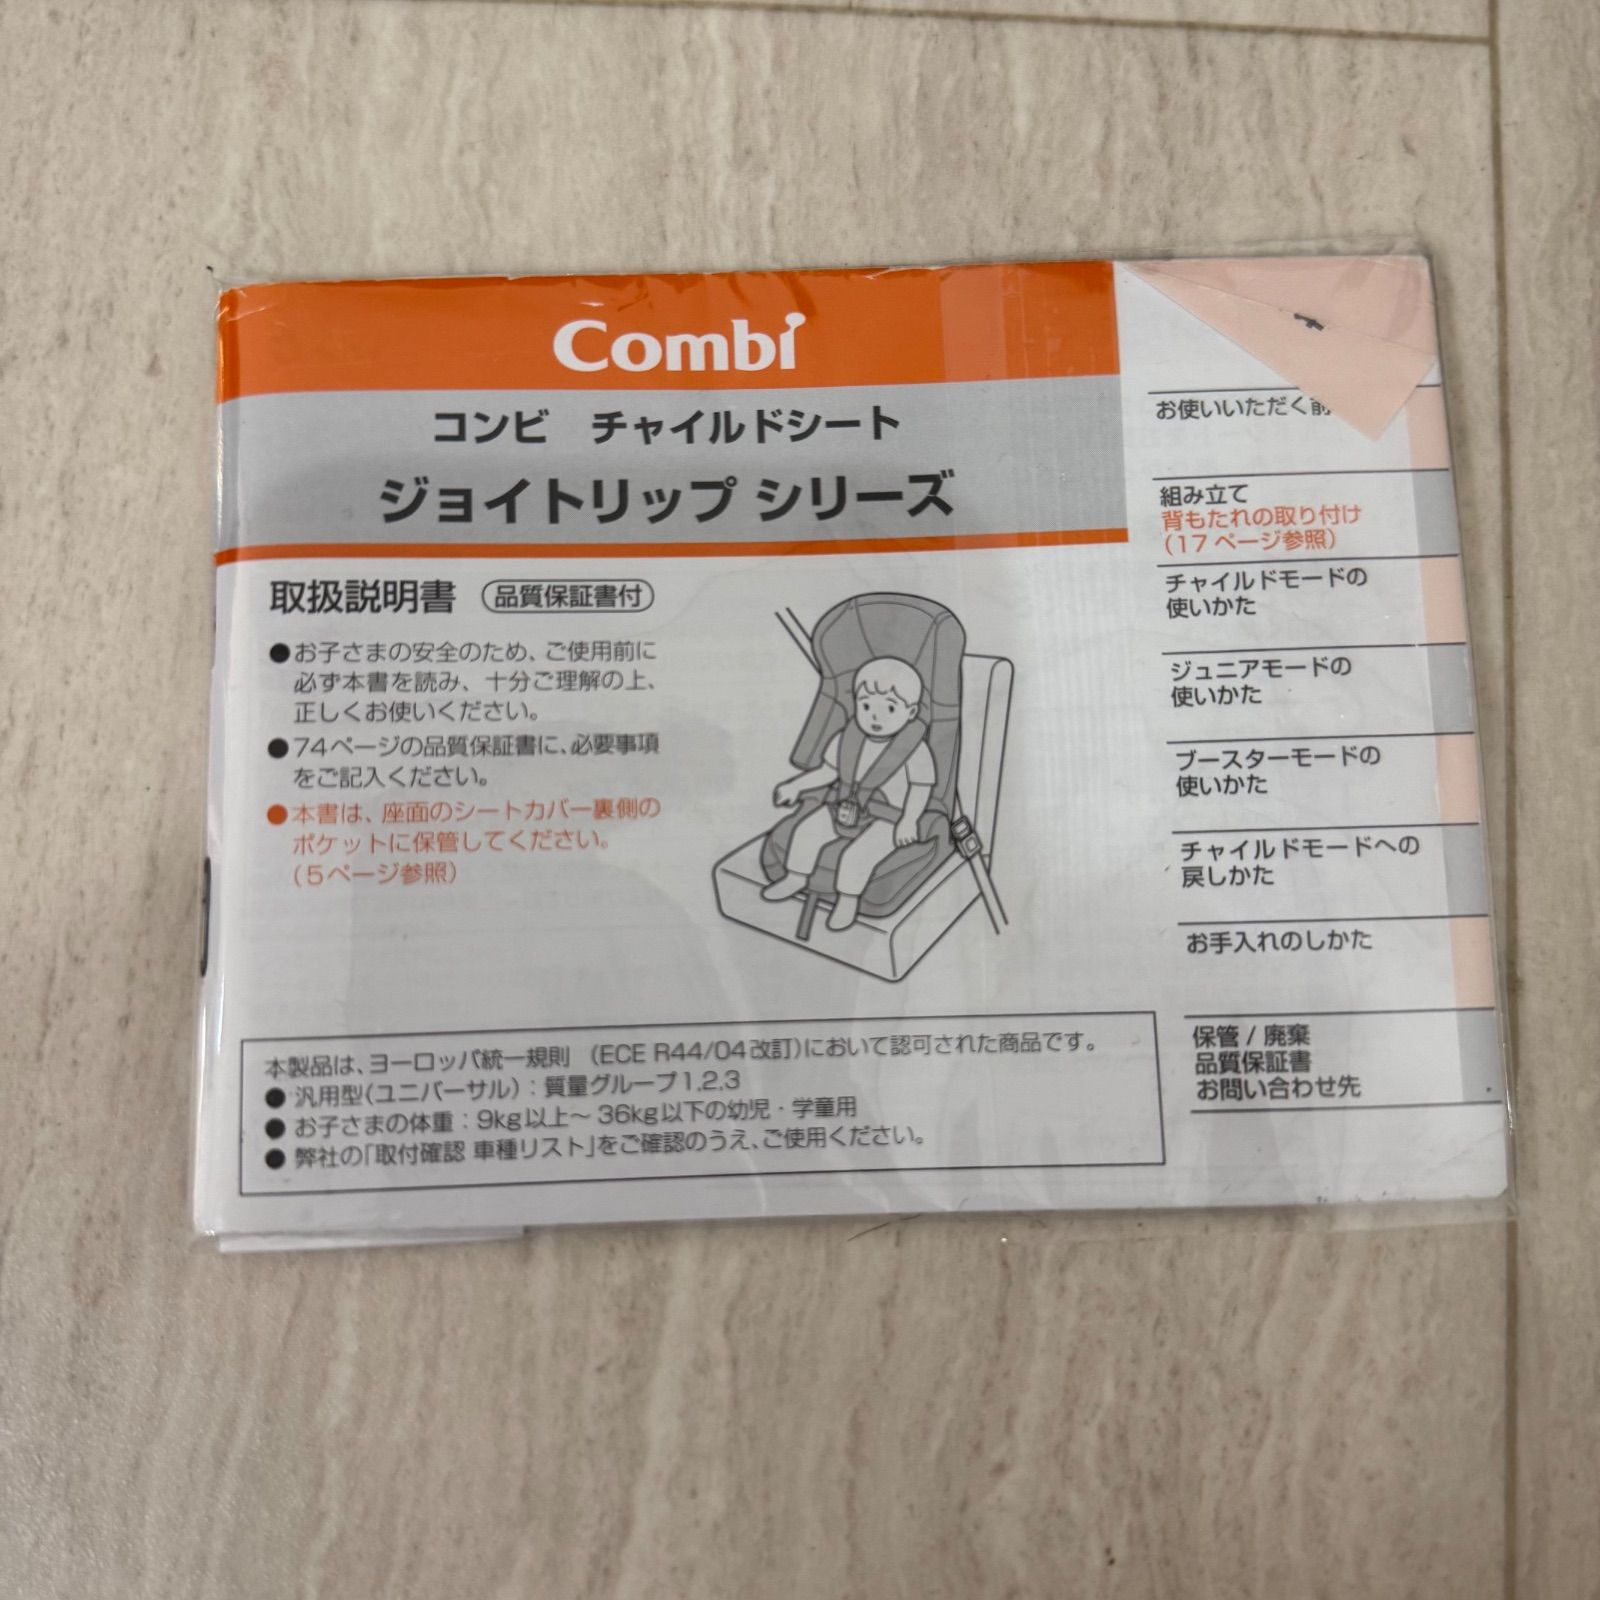 Combi
コンビ　チャイルドシート
ジョイトリップ シリーズ
取扱説明書 品質保証書付
●お子さまの安全のため、ご使用前に
必ず本書を読み、十分ご理解の上、
正しくお使いください。
●74ページの品質保証書に、必要事項
をご記入ください。
●本書は、座面のシートカバー裏側の
ポケットに保管してください。
（5ページ参照）
本製品は、ヨーロッパ統一規則　(ECE R44/04改訂)において認可された商品です。
● 汎用型(ユニバーサル)：質量グループ1.2.3
● お子さまの体重：9kg以上〜36kg以下の幼児・学童用
● 弊社の「取付確認 車種リスト」をご確認のうえ、ご使用ください。
お使いいただく前
組み立て
背もたれの取り付け
（17 ページ参照）
チャイルドモードの
使いかた
ジュニアモードの
使いかた
ブースターモードの
使いかた
チャイルドモードへの
戻しかた
お手入れのしかた
保管 / 廃棄
品質保証書
お問い合わせ先